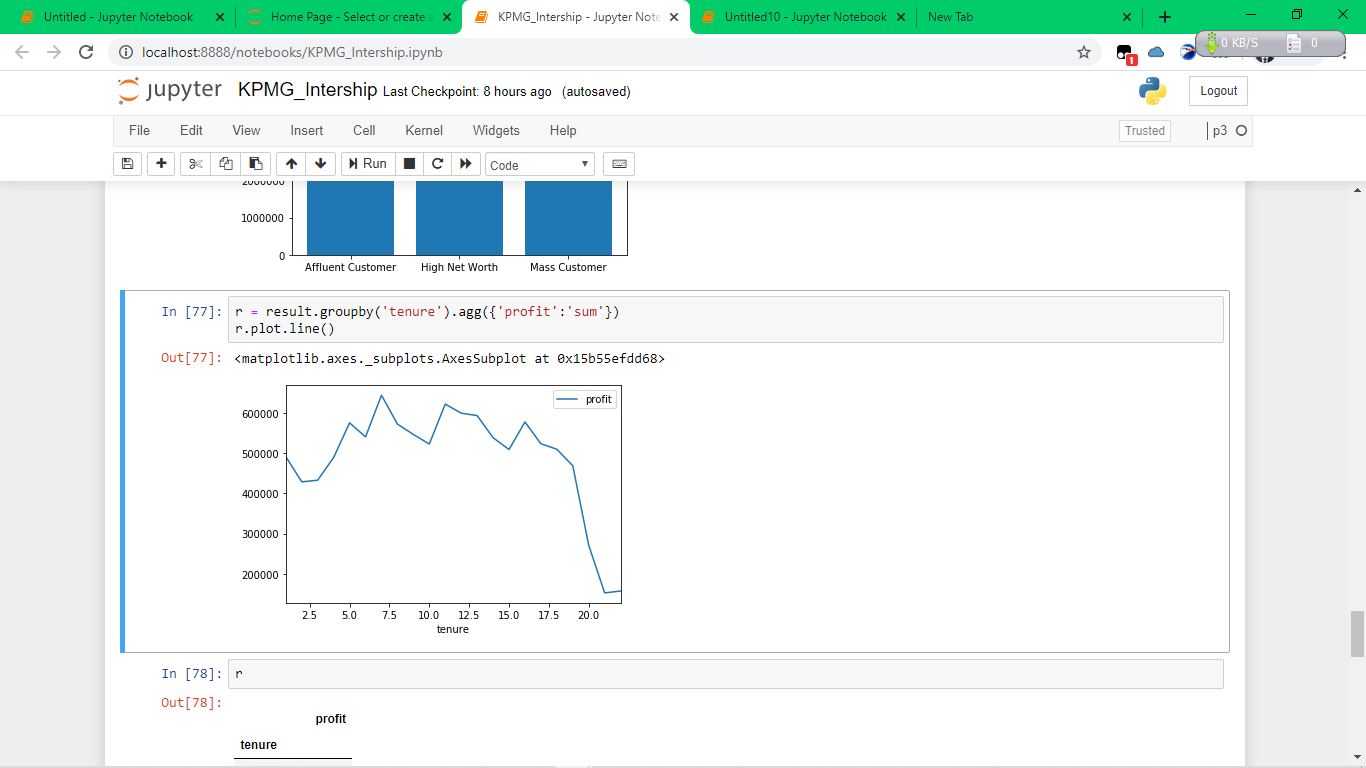 Untitled - Jupyter Notebook
Home Page - Select or create a
KPMG_Intership - Jupyter Note
Untitled10 - Jupyter Notebook
New Tab
localhost:8888/notebooks/KPMG_Intership.ipynb
1
0 KB/S
0
jupyter
KPMG_Intership Last Checkpoint: 8 hours ago (autosaved)
Logout
File Edit View Insert Cell Kernel Widgets Help
Trusted
p3
Run
Code
2000000
1000000
0
Affluent Customer High Net Worth Mass Customer
In [77]:
r = result.groupby('tenure').agg({'profit':'sum'})
r.plot.line()
Out[77]:
<matplotlib.axes._subplots.AxesSubplot at 0x15b55efdd68>
profit
600000
500000
400000
300000
200000
2.5 5.0 7.5 10.0 12.5 15.0 17.5 20.0
tenure
In [78]:
r
Out[78]:
profit
tenure